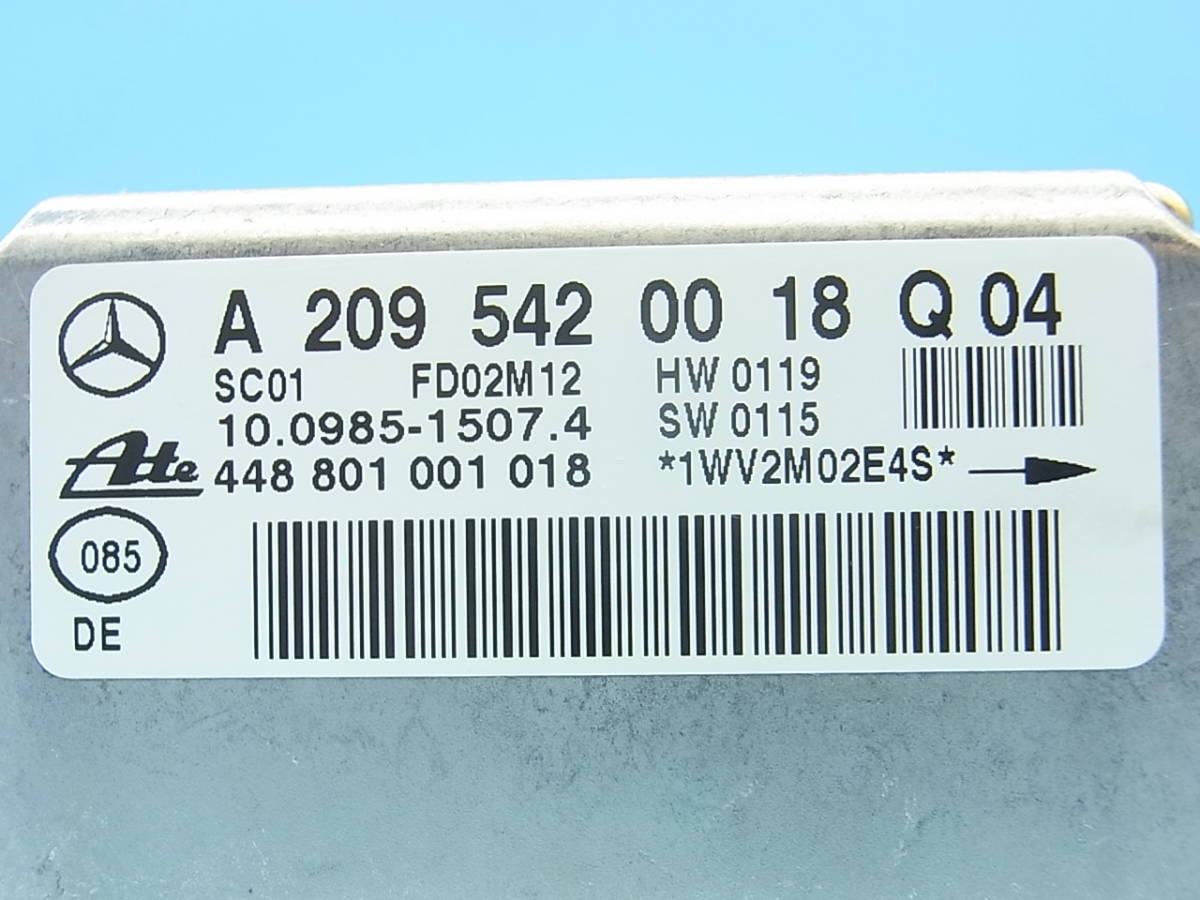 A 209 542 00 18 Q 04
SC01 FD02M12 HW 0119
10.0985-1507.4 SW 0115
Ate 448 801 001 018 *1WV2M02E4S*
085
DE